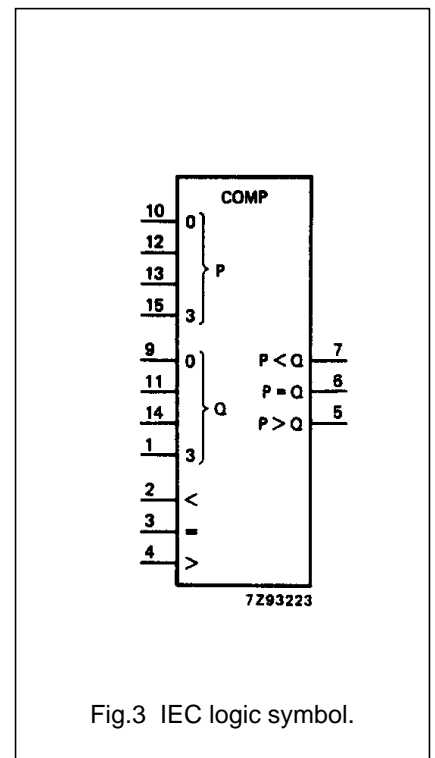 COMP
10 0
12
13 P
15 3
9 0 P < Q 7
11 P = Q 6
14 Q P > Q 5
1 3
2 <
3 =
4 >
7Z93223
Fig.3 IEC logic symbol.